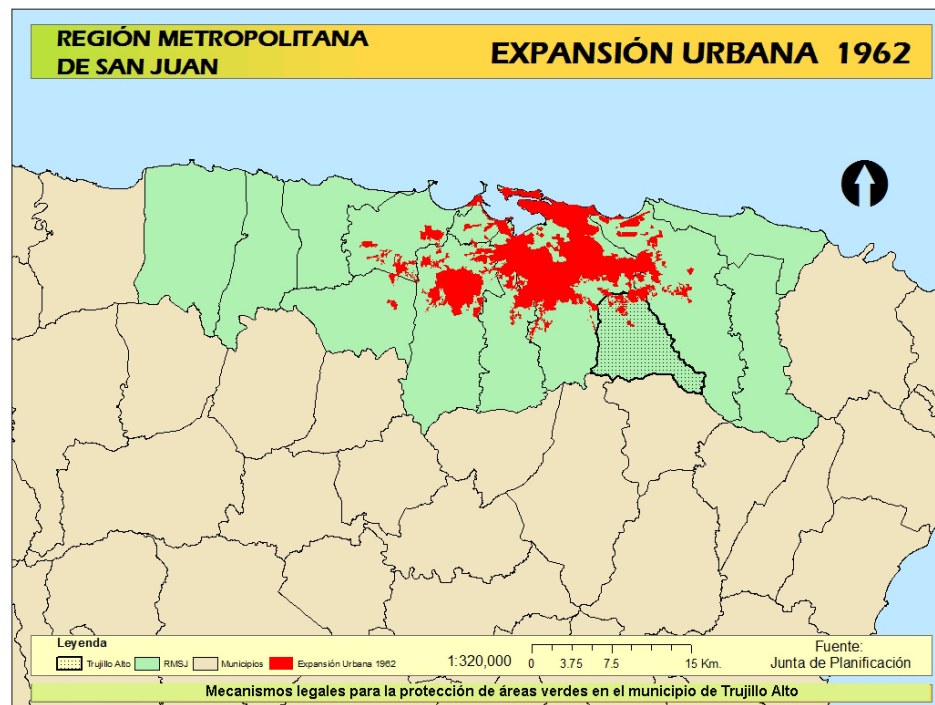 REGIÓN METROPOLITANA
DE SAN JUAN
EXPANSIÓN URBANA 1962
Leyenda
Trujillo Alto
RMSJ
Municipios
Expansión Urbana 1962
1:320,000
0 3.75 7.5 15 Km.
Fuente:
Junta de Planificación
Mecanismos legales para la protección de áreas verdes en el municipio de Trujillo Alto